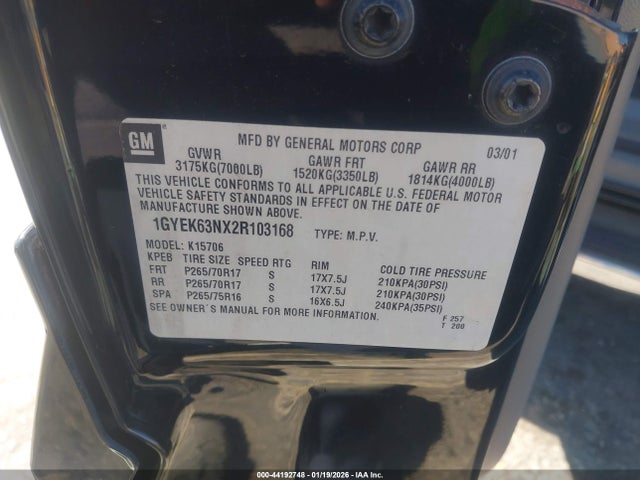 GM
MFD BY GENERAL MOTORS CORP 03/01
GVWR GAWR FRT GAWR RR
3175KG(7000LB) 1520KG(3350LB) 1814KG(4000LB)
THIS VEHICLE CONFORMS TO ALL APPLICABLE U.S. FEDERAL MOTOR
VEHICLE SAFETY STANDARDS IN EFFECT ON THE DATE OF
MANUFACTURE SHOWN ABOVE.
1GYEK63NX2R103168 TYPE: M.P.V.
MODEL: K15706
KPEB TIRE SIZE SPEED RTG RIM COLD TIRE PRESSURE
FRT P265/70R17 S 17X7.5J 210KPA(30PSI)
RR P265/70R17 S 17X7.5J 210KPA(30PSI)
SPA P265/75R16 S 16X6.5J 240KPA(35PSI)
SEE OWNER'S MANUAL FOR MORE INFORMATION.
F 257
T 200
000-44192748 - 01/19/2026 - IAA Inc.